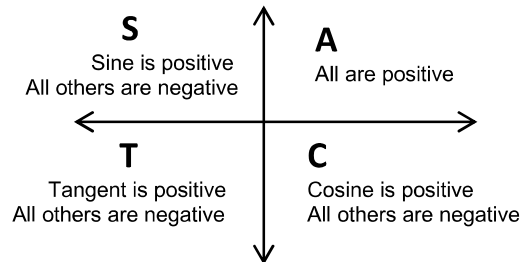 S
Sine is positive
All others are negative
A
All are positive
T
Tangent is positive
All others are negative
C
Cosine is positive
All others are negative